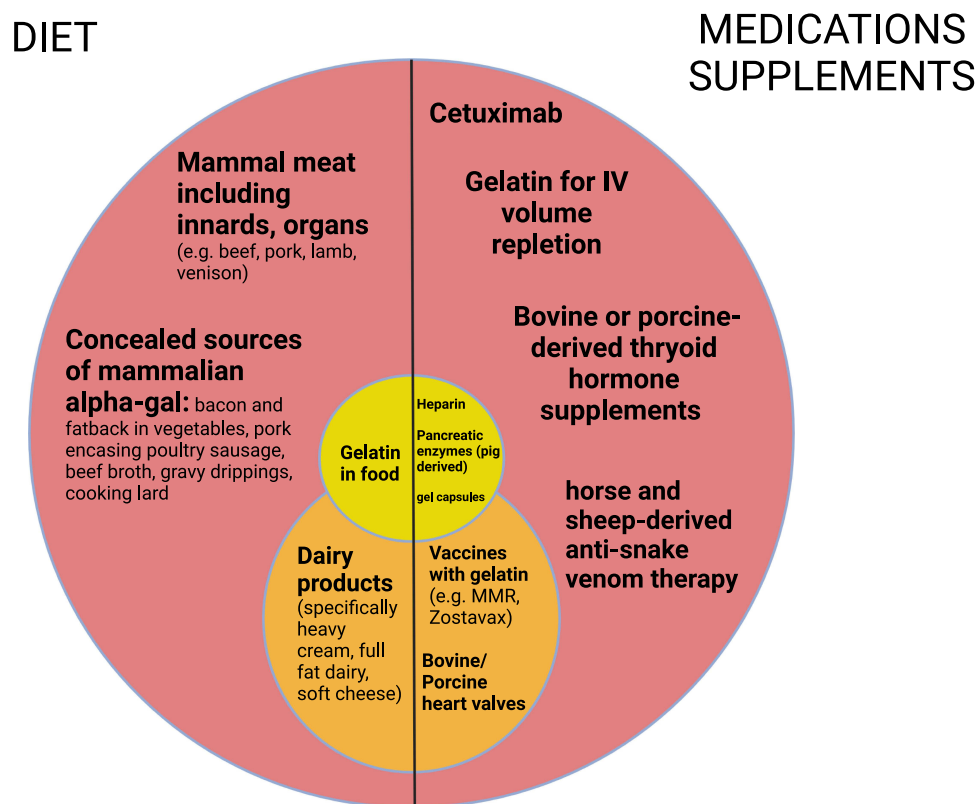 DIET
MEDICATIONS
SUPPLEMENTS
Mammal meat
including
innards, organs
(e.g. beef, pork, lamb,
venison)
Concealed sources
of mammalian
alpha-gal: bacon and
fatback in vegetables, pork
encasing poultry sausage,
beef broth, gravy drippings,
cooking lard
Gelatin
in food
Dairy
products
(specifically
heavy
cream, full
fat dairy,
soft cheese)
Cetuximab
Gelatin for IV
volume
repletion
Bovine or porcine-
derived thryoid
hormone
supplements
horse and
sheep-derived
anti-snake
venom therapy
Heparin
Pancreatic
enzymes (pig
derived)
gel capsules
Vaccines
with gelatin
(e.g. MMR,
Zostavax)
Bovine/
Porcine
heart valves